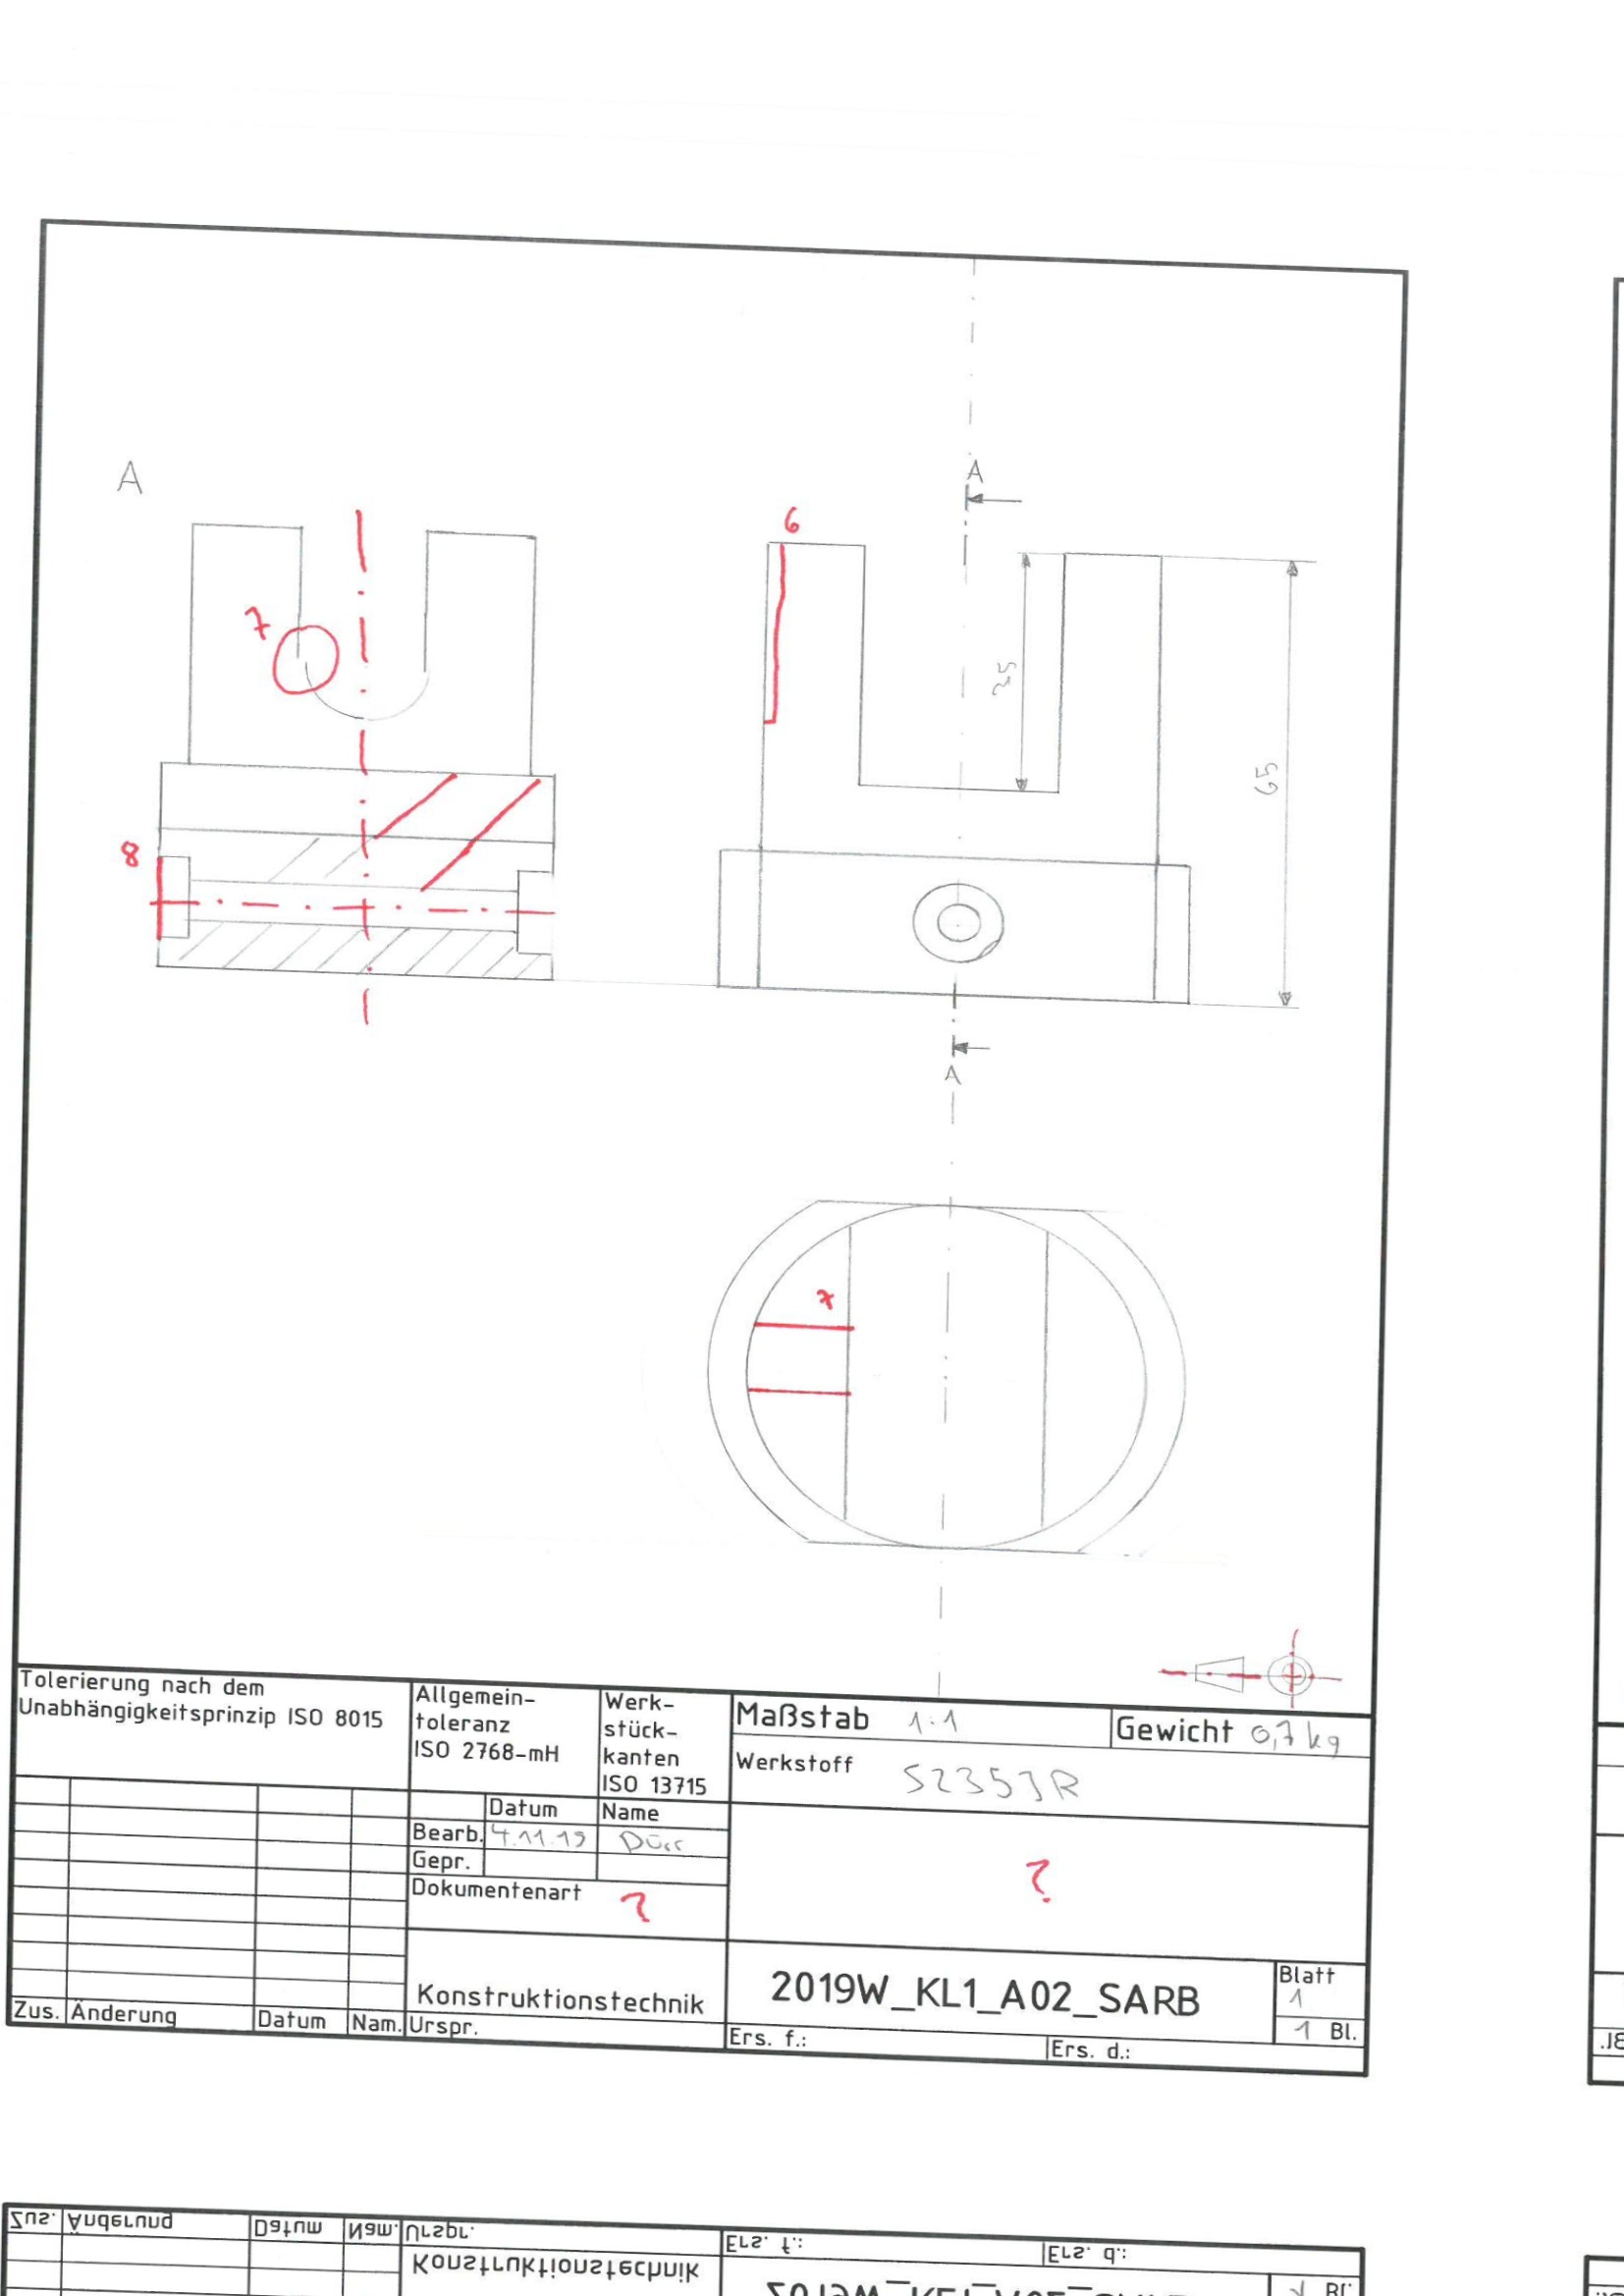 A
A
6
7
25
65
8
A
7
Tolerierung nach dem
Unabhängigkeitsprinzip ISO 8015
Allgemein-
toleranz
ISO 2768-mH
Werk-
stück-
kanten
ISO 13715
Maßstab 1:1
Gewicht 0,7 kg
Werkstoff S235JR
Datum Name
Bearb. 4.11.19 Dürr
Gepr.
Dokumentenart ?
?
Konstruktionstechnik
2019W_KL1_A02_SARB
Blatt
1
1 Bl.
Zus. Änderung Datum Nam. Urspr.
Ers. f.: Ers. d.:
Zus. Änderung Datum Nam. Urspr.
Ers. f.: Ers. d.:
Konstruktionstechnik
Bl.
Bl.